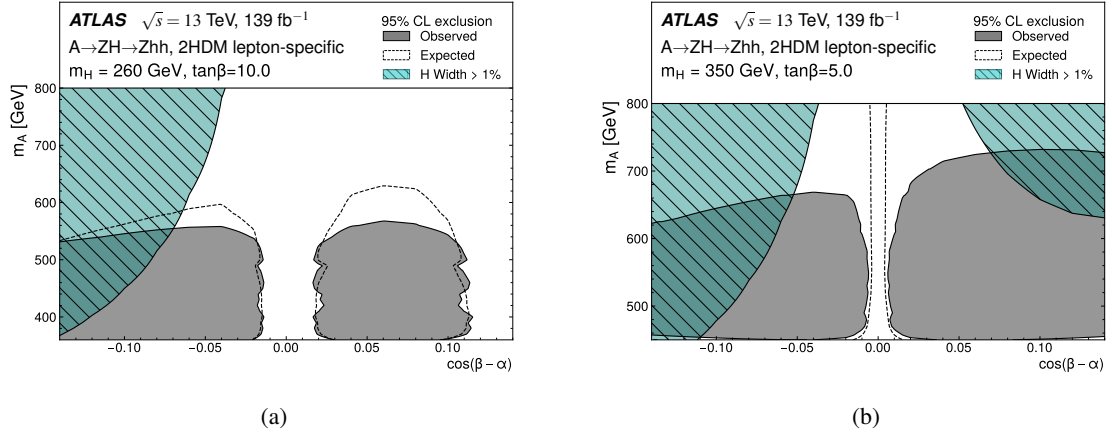 ATLAS √s = 13 TeV, 139 fb⁻¹
A→ZH→Zhh, 2HDM lepton-specific
m_H = 260 GeV, tanβ=10.0
95% CL exclusion
Observed
Expected
H Width > 1%
m_A [GeV]
800
700
600
500
400
−0.10
−0.05
0.00
0.05
0.10
cos(β − α)
(a)
ATLAS √s = 13 TeV, 139 fb⁻¹
A→ZH→Zhh, 2HDM lepton-specific
m_H = 350 GeV, tanβ=5.0
95% CL exclusion
Observed
Expected
H Width > 1%
m_A [GeV]
800
700
600
500
−0.10
−0.05
0.00
0.05
0.10
cos(β − α)
(b)